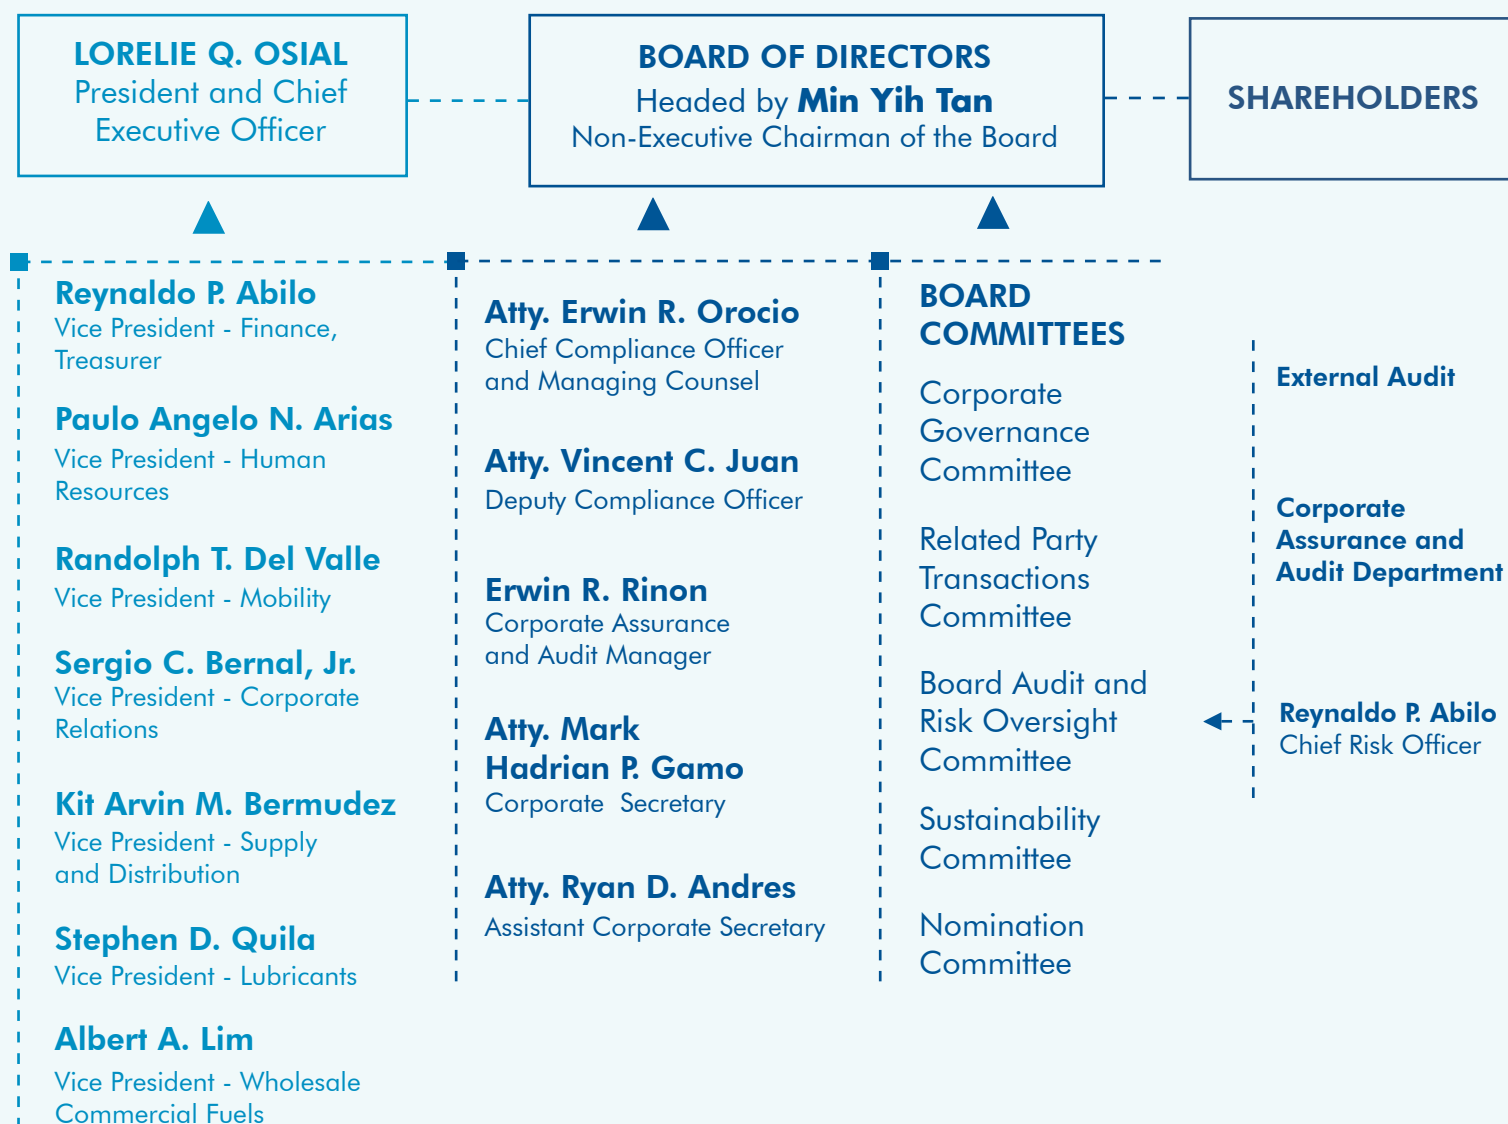 LORELIE Q. OSIAL
President and Chief
Executive Officer
BOARD OF DIRECTORS
Headed by Min Yih Tan
Non-Executive Chairman of the Board
SHAREHOLDERS
Reynaldo P. Abilo
Vice President - Finance,
Treasurer
Paulo Angelo N. Arias
Vice President - Human
Resources
Randolph T. Del Valle
Vice President - Mobility
Sergio C. Bernal, Jr.
Vice President - Corporate
Relations
Kit Arvin M. Bermudez
Vice President - Supply
and Distribution
Stephen D. Quila
Vice President - Lubricants
Albert A. Lim
Vice President - Wholesale
Commercial Fuels
Atty. Erwin R. Orocio
Chief Compliance Officer
and Managing Counsel
Atty. Vincent C. Juan
Deputy Compliance Officer
Erwin R. Rinon
Corporate Assurance
and Audit Manager
Atty. Mark
Hadrian P. Gamo
Corporate Secretary
Atty. Ryan D. Andres
Assistant Corporate Secretary
BOARD
COMMITTEES
Corporate
Governance
Committee
Related Party
Transactions
Committee
Board Audit and
Risk Oversight
Committee
Sustainability
Committee
Nomination
Committee
External Audit
Corporate
Assurance and
Audit Department
Reynaldo P. Abilo
Chief Risk Officer